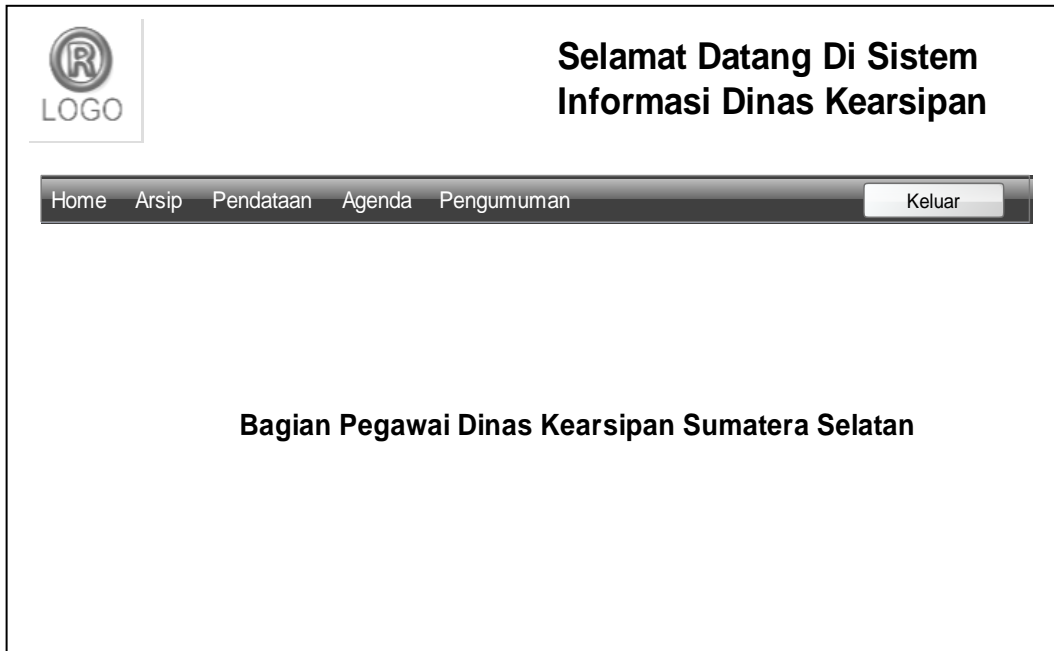 LOGO
Selamat Datang Di Sistem
Informasi Dinas Kearsipan
Home Arsip Pendataan Agenda Pengumuman Keluar
Bagian Pegawai Dinas Kearsipan Sumatera Selatan